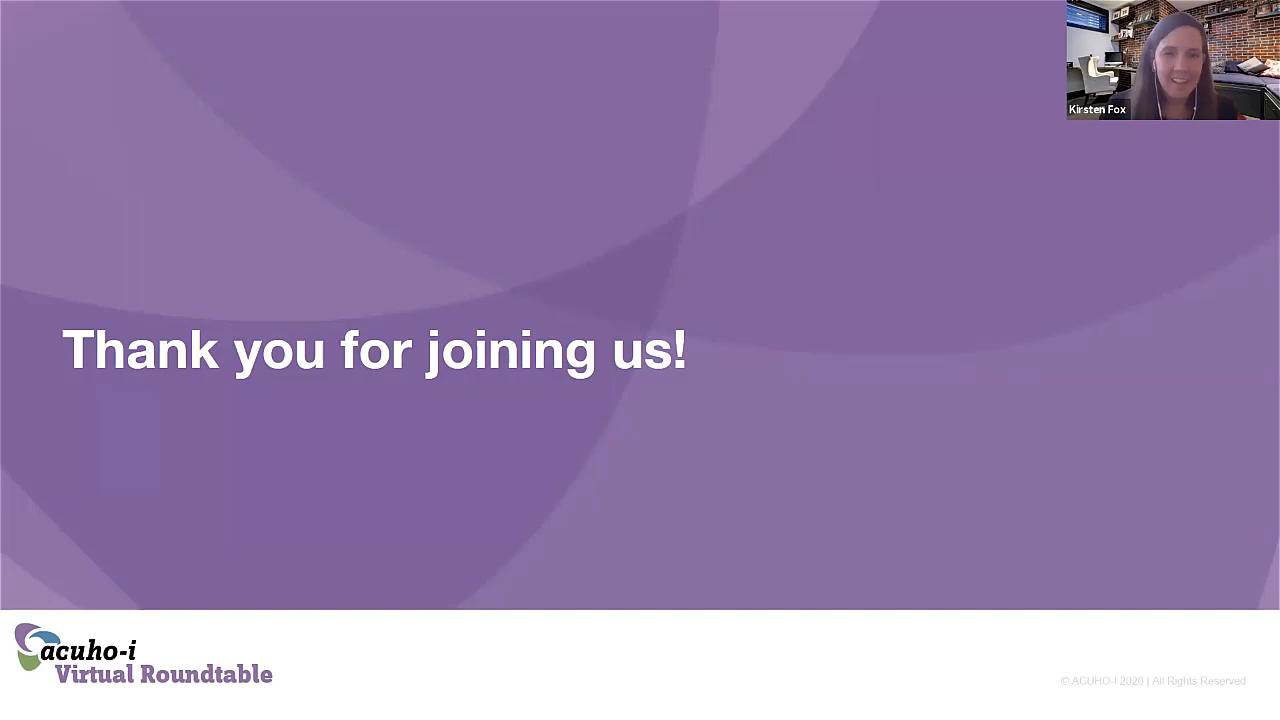 Kirsten Fox
Thank you for joining us!
acuho-i
Virtual Roundtable
© ACUHO-I 2020 | All Rights Reserved